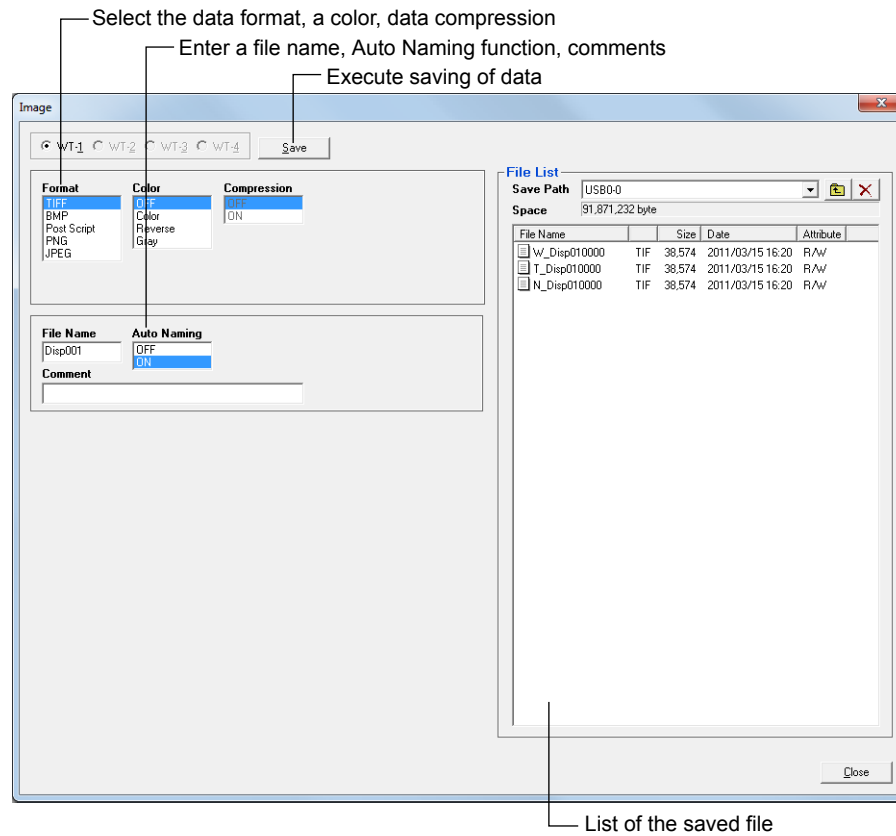 Select the data format, a color, data compression
Enter a file name, Auto Naming function, comments
Execute saving of data
Image
WT-1 WT-2 WT-3 WT-4 Save
Format Color Compression
TIFF OFF OFF
BMP Color ON
Post Script Reverse
PNG Gray
JPEG
File Name Auto Naming
Disp001 OFF
ON
Comment
File List
Save Path USB0-0
Space 91,871,232 byte
File Name Size Date Attribute
W_Disp010000 TIF 38,574 2011/03/15 16:20 R/W
T_Disp010000 TIF 38,574 2011/03/15 16:20 R/W
N_Disp010000 TIF 38,574 2011/03/15 16:20 R/W
Close
List of the saved file